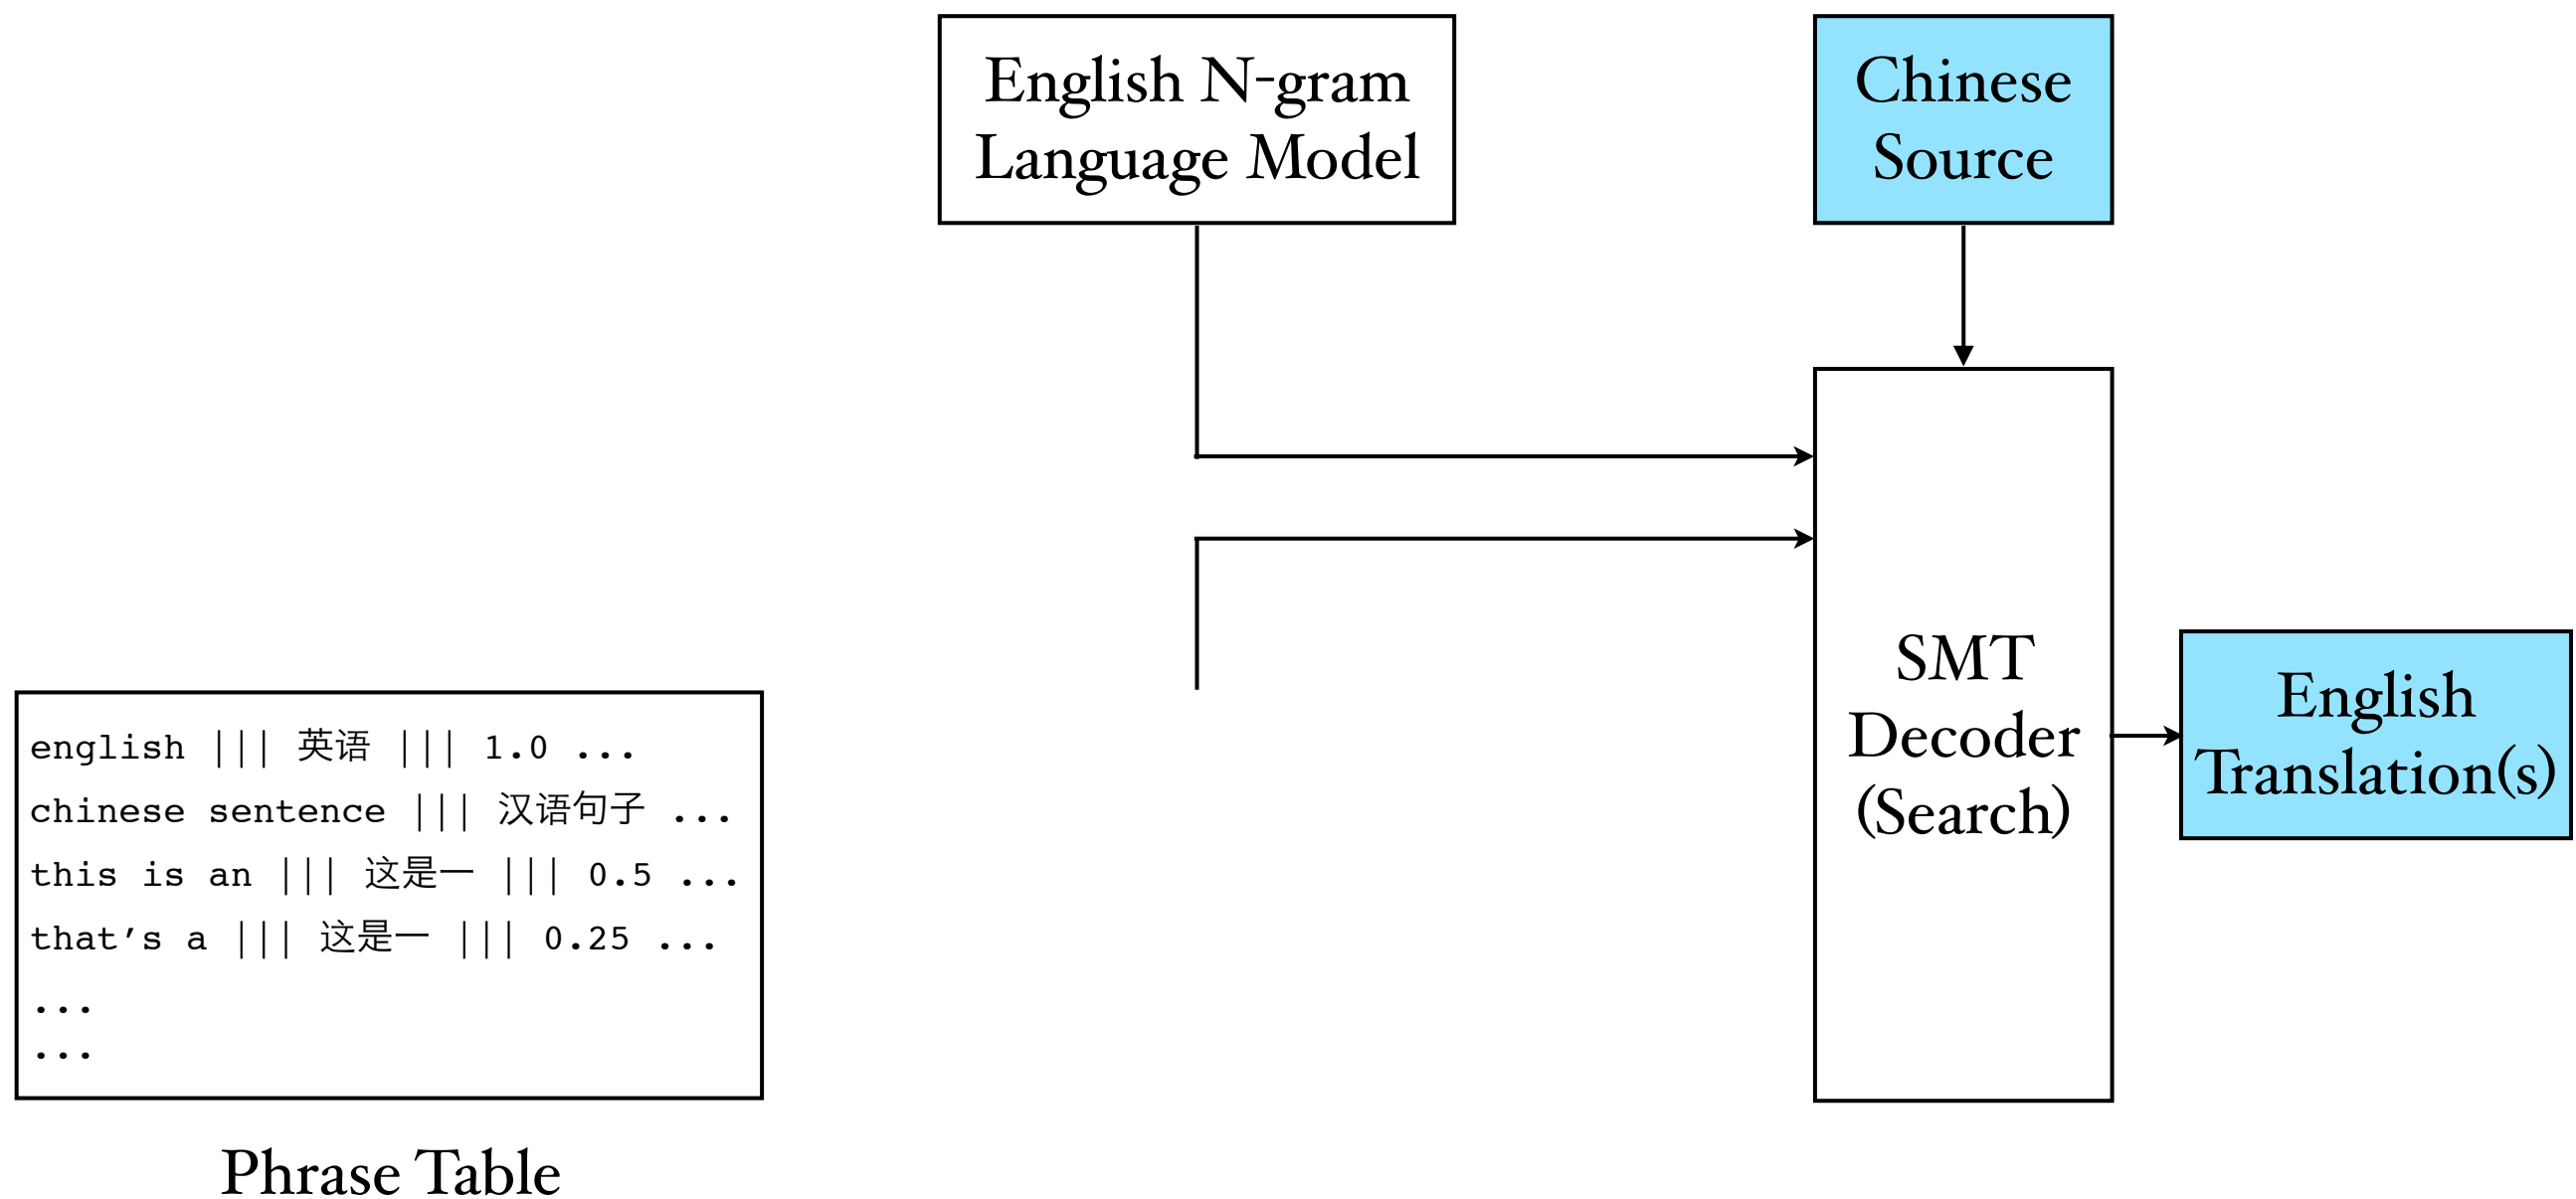 English N-gram
Language Model
Chinese
Source
SMT
Decoder
(Search)
English
Translation(s)
english ||| 英语 ||| 1.0 ...
chinese sentence ||| 汉语句子 ...
this is an ||| 这是一 ||| 0.5 ...
that’s a ||| 这是一 ||| 0.25 ...
...
...
Phrase Table